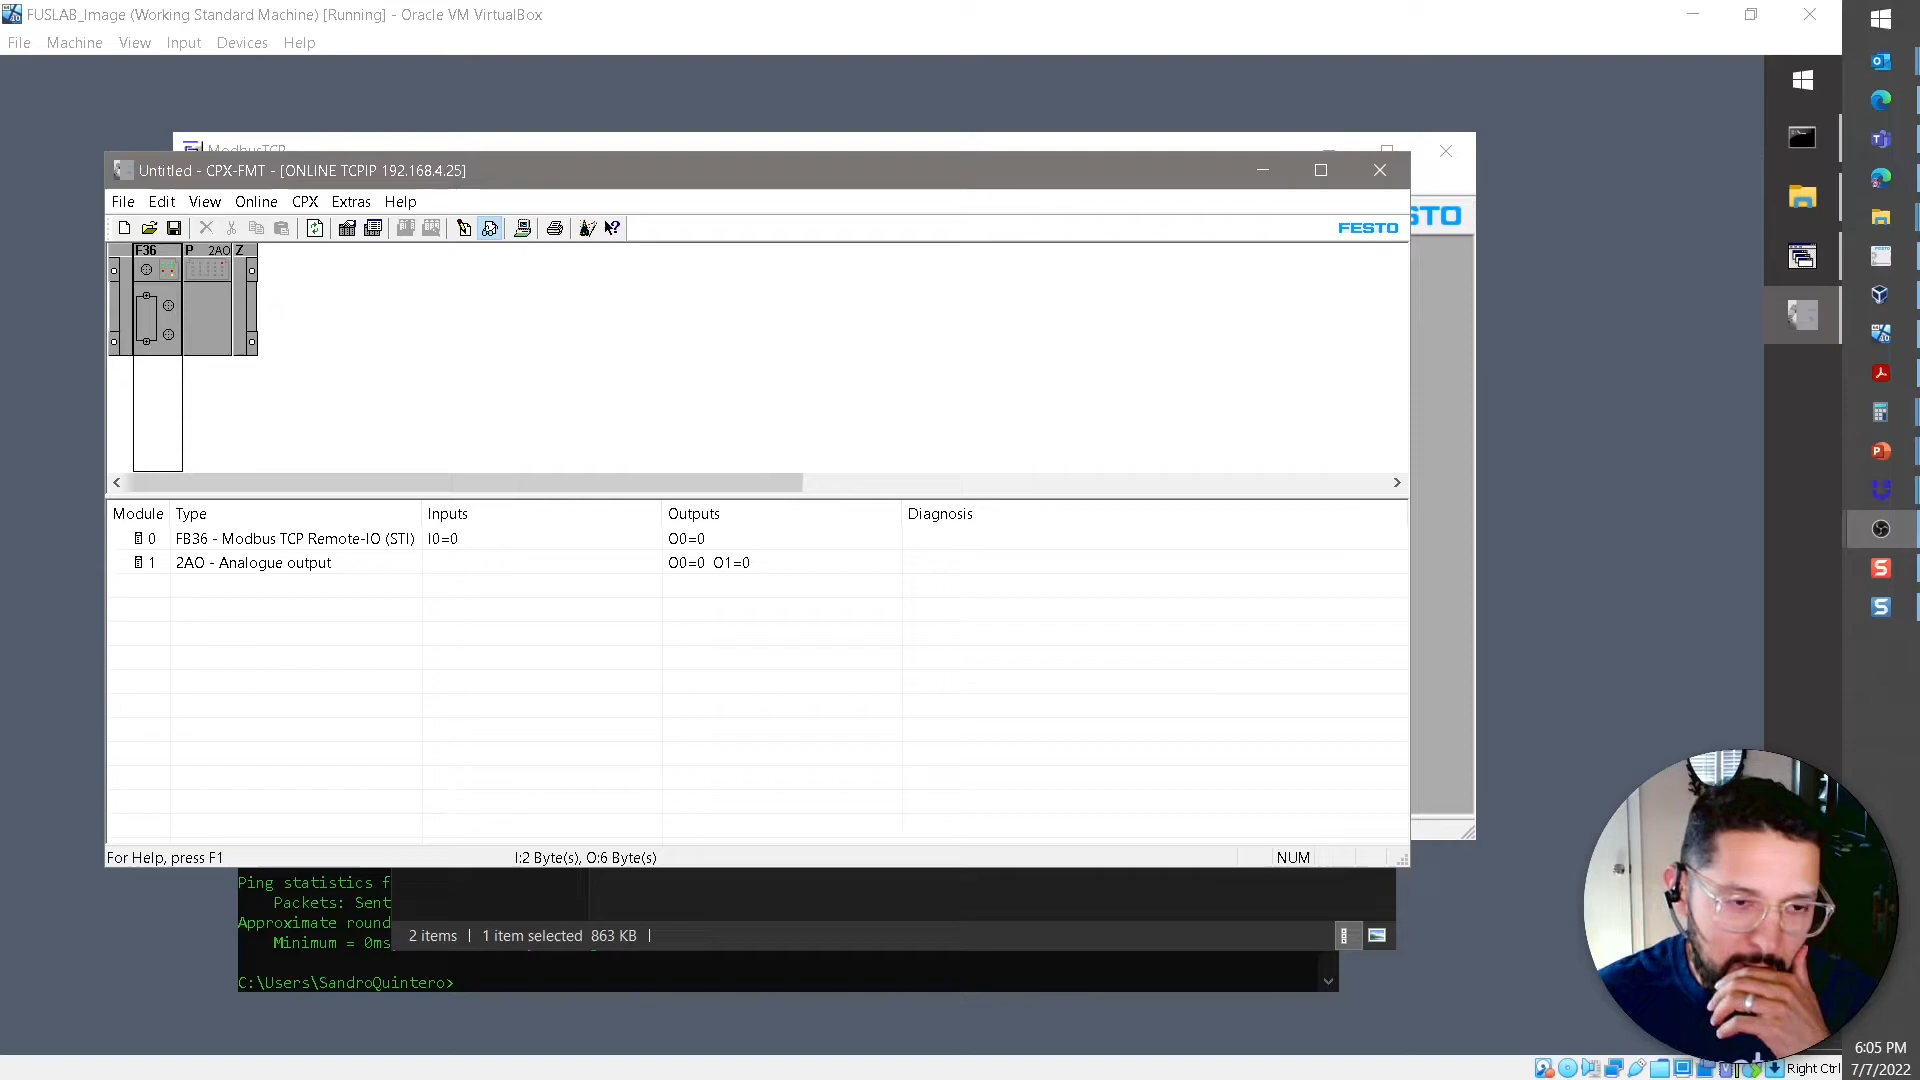 FUSLAB_Image (Working Standard Machine) [Running] - Oracle VM VirtualBox
File Machine View Input Devices Help
ModbusTCP
Untitled - CPX-FMT - [ONLINE TCPIP 192.168.4.25]
File Edit View Online CPX Extras Help
FESTO
STO
F36 P 2AO Z
Module Type Inputs Outputs Diagnosis
0 FB36 - Modbus TCP Remote-IO (STI) I0=0 O0=0
1 2AO - Analogue output O0=0 O1=0
For Help, press F1 I:2 Byte(s), O:6 Byte(s) NUM
Ping statistics f
Packets: Sent
Approximate round
Minimum = 0ms
2 items 1 item selected 863 KB
C:\Users\SandroQuintero>
Right Ctrl
6:05 PM
7/7/2022